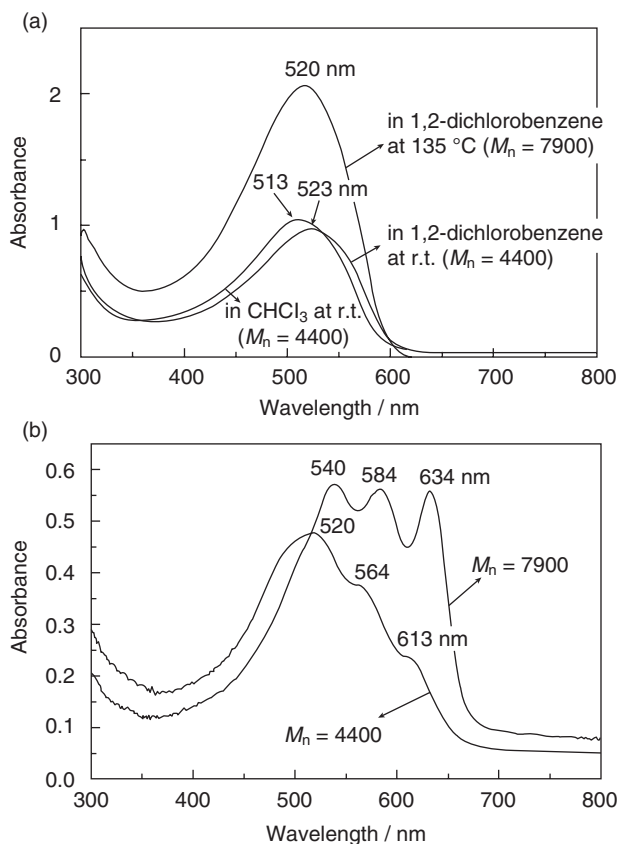 (a)
2
1
0
Absorbance
520 nm
in 1,2-dichlorobenzene
at 135 °C (Mn = 7900)
513
523 nm
in 1,2-dichlorobenzene
at r.t. (Mn = 4400)
in CHCl3 at r.t.
(Mn = 4400)
300 400 500 600 700 800
Wavelength / nm
(b)
0.6
0.5
0.4
0.3
0.2
0.1
0.0
Absorbance
540 584 634 nm
520
564
613 nm
Mn = 7900
Mn = 4400
300 400 500 600 700 800
Wavelength / nm